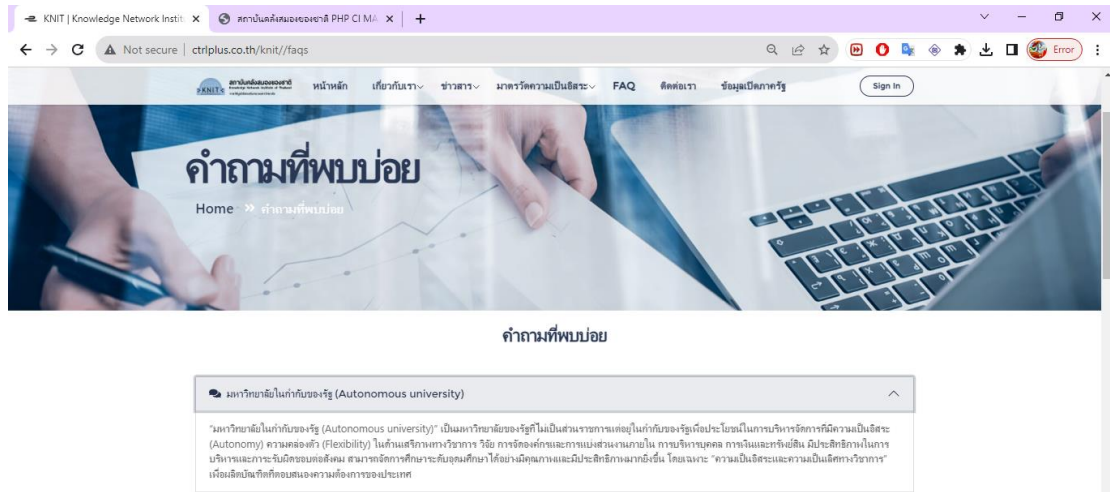 KNIT | Knowledge Network Instit
สถาบันคลังสมองของชาติ PHP CI MA
Not secure
ctrlplus.co.th/knit//faqs
Error
KNIT สถาบันคลังสมองของชาติ
Knowledge Network Institute of Thailand
หน้าหลัก เกี่ยวกับเรา ข่าวสาร มาตรวัดความเป็นอิสระ FAQ ติดต่อเรา ข้อมูลเปิดภาครัฐ Sign In
คำถามที่พบบ่อย
Home » คำถามที่พบบ่อย
คำถามที่พบบ่อย
มหาวิทยาลัยในกำกับของรัฐ (Autonomous university)
"มหาวิทยาลัยในกำกับของรัฐ (Autonomous university)" เป็นมหาวิทยาลัยของรัฐที่ไม่เป็นส่วนราชการแต่อยู่ในกำกับของรัฐเพื่อประโยชน์ในการบริหารจัดการที่มีความเป็นอิสระ
(Autonomy) ความคล่องตัว (Flexibility) ในด้านเสรีภาพทางวิชาการ วิจัย การจัดองค์กรและการแบ่งส่วนงานภายใน การบริหารบุคคล การเงินและทรัพย์สิน มีประสิทธิภาพในการ
บริหารและภาระรับผิดชอบต่อสังคม สามารถจัดการศึกษาระดับอุดมศึกษาได้อย่างมีคุณภาพและมีประสิทธิภาพมากยิ่งขึ้น โดยเฉพาะ "ความเป็นอิสระและความเป็นเลิศทางวิชาการ"
เพื่อผลิตบัณฑิตที่ตอบสนองความต้องการของประเทศ